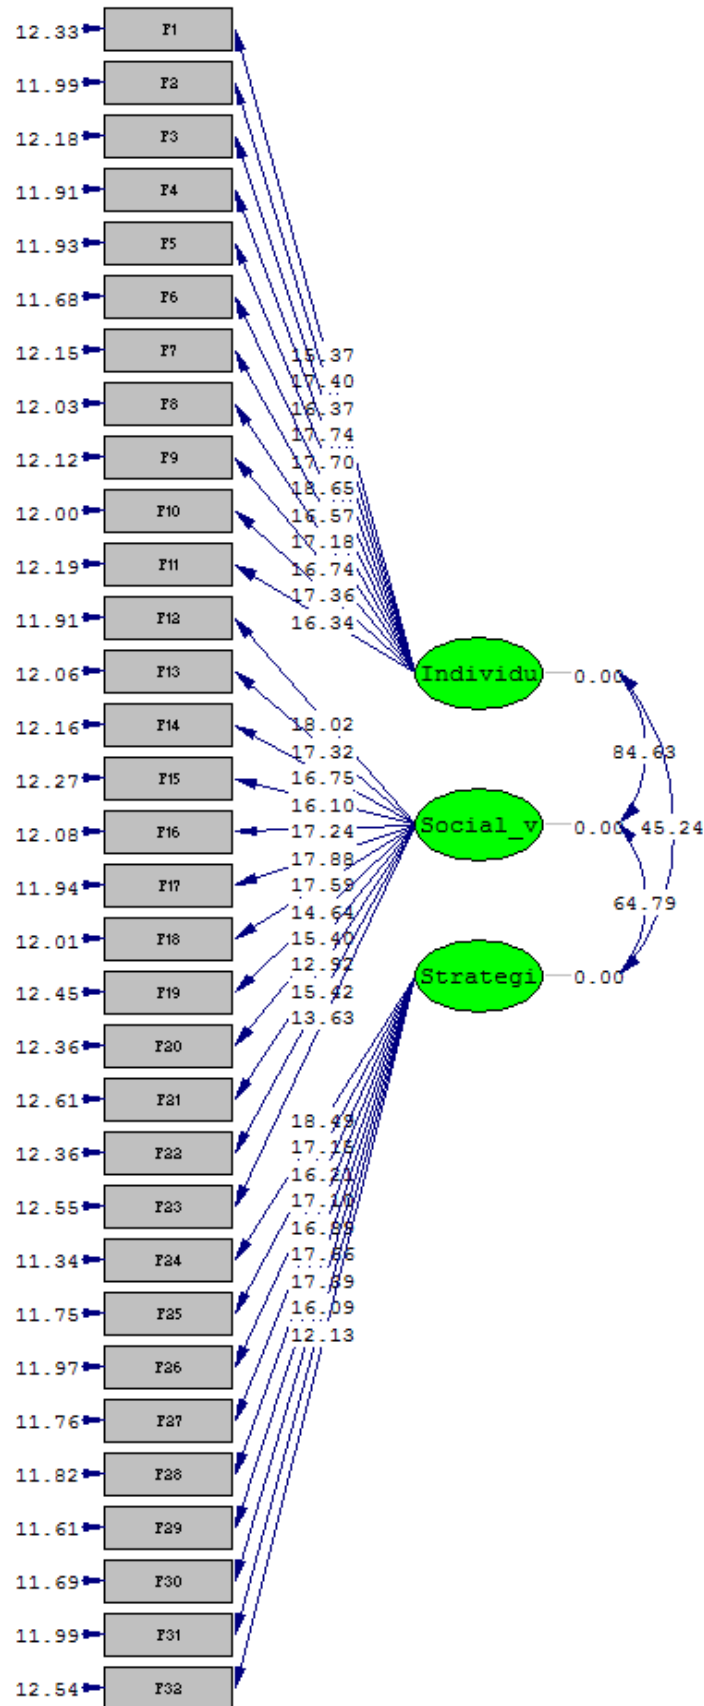 12.33 F1
11.99 F2
12.18 F3
11.91 F4
11.93 F5
11.68 F6
12.15 F7
12.03 F8
12.12 F9
12.00 F10
12.19 F11
11.91 F12
12.06 F13
12.16 F14
12.27 F15
12.08 F16
11.94 F17
12.01 F18
12.45 F19
12.36 F20
12.61 F21
12.36 F22
12.55 F23
11.34 F24
11.75 F25
11.97 F26
11.76 F27
11.82 F28
11.61 F29
11.69 F30
11.99 F31
12.54 F32
15.37
17.40
16.37
17.74
17.70
18.65
16.57
17.18
16.74
17.36
16.34
18.02
17.32
16.75
16.10
17.24
17.88
17.59
14.64
15.40
12.92
15.42
13.63
18.49
17.15
16.21
17.10
16.89
17.66
17.39
16.09
12.13
Individu 0.00
84.63
Social_v 0.00 45.24
64.79
Strategi 0.00